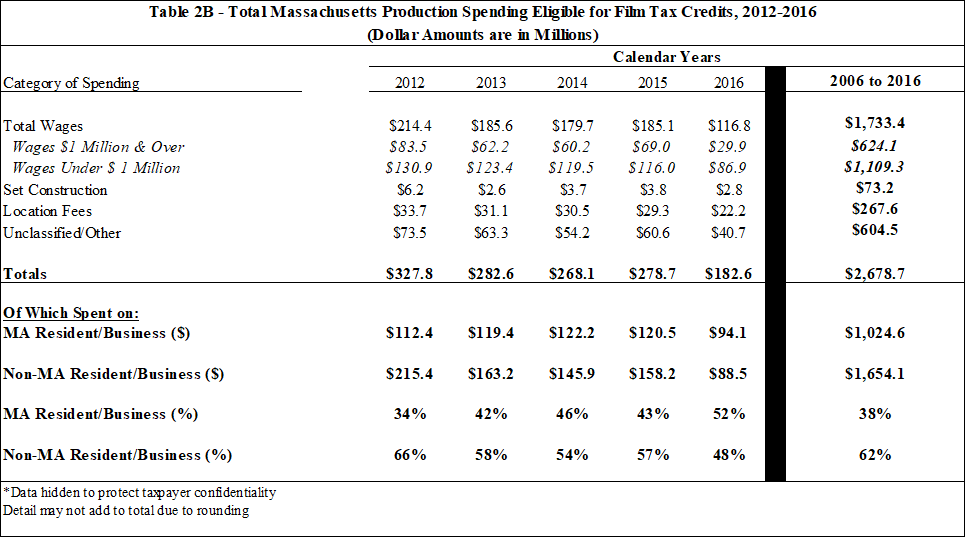 Table 2B - Total Massachusetts Production Spending Eligible for Film Tax Credits, 2012-2016
(Dollar Amounts are in Millions)
Calendar Years
Category of Spending 2012 2013 2014 2015 2016 2006 to 2016
Total Wages $214.4 $185.6 $179.7 $185.1 $116.8 $1,733.4
Wages $1 Million & Over $83.5 $62.2 $60.2 $69.0 $29.9 $624.1
Wages Under $ 1 Million $130.9 $123.4 $119.5 $116.0 $86.9 $1,109.3
Set Construction $6.2 $2.6 $3.7 $3.8 $2.8 $73.2
Location Fees $33.7 $31.1 $30.5 $29.3 $22.2 $267.6
Unclassified/Other $73.5 $63.3 $54.2 $60.6 $40.7 $604.5
Totals $327.8 $282.6 $268.1 $278.7 $182.6 $2,678.7
Of Which Spent on:
MA Resident/Business ($) $112.4 $119.4 $122.2 $120.5 $94.1 $1,024.6
Non-MA Resident/Business ($) $215.4 $163.2 $145.9 $158.2 $88.5 $1,654.1
MA Resident/Business (%) 34% 42% 46% 43% 52% 38%
Non-MA Resident/Business (%) 66% 58% 54% 57% 48% 62%
*Data hidden to protect taxpayer confidentiality
Detail may not add to total due to rounding